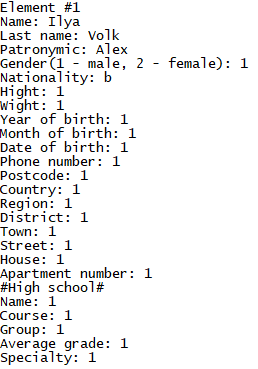 Element #1
Name: Ilya
Last name: Volk
Patronymic: Alex
Gender(1 - male, 2 - female): 1
Nationality: b
Hight: 1
Wight: 1
Year of birth: 1
Month of birth: 1
Date of birth: 1
Phone number: 1
Postcode: 1
Country: 1
Region: 1
District: 1
Town: 1
Street: 1
House: 1
Apartment number: 1
#High school#
Name: 1
Course: 1
Group: 1
Average grade: 1
Specialty: 1